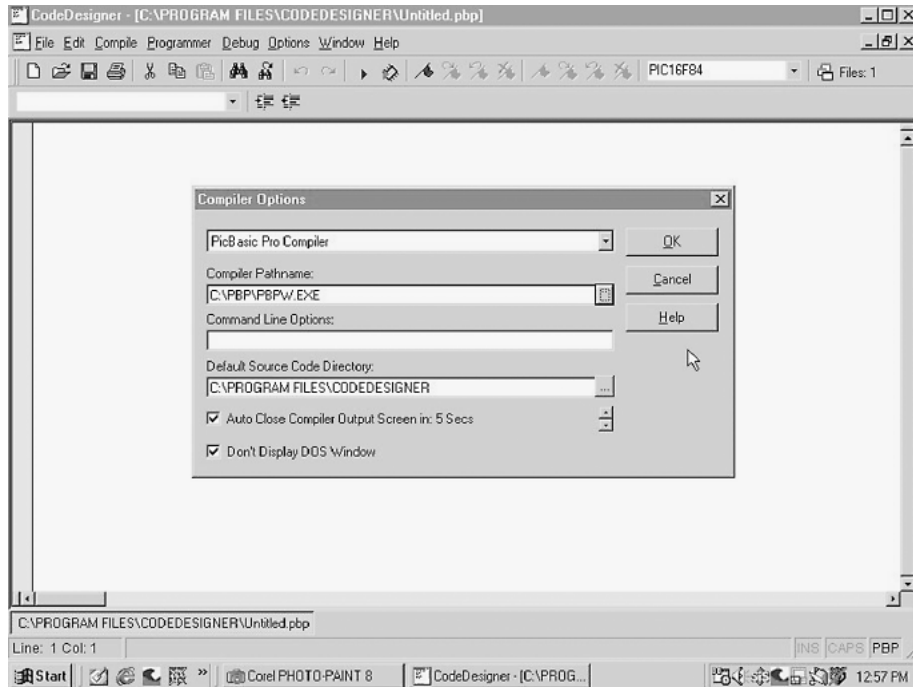 CodeDesigner - [C:\PROGRAM FILES\CODEDESIGNER\Untitled.pbp]
File Edit Compile Programmer Debug Options Window Help
PIC16F84
Files: 1
Compiler Options
PicBasic Pro Compiler
OK
Compiler Pathname:
C:\PBP\PBPW.EXE
Cancel
Command Line Options:
Help
Default Source Code Directory:
C:\PROGRAM FILES\CODEDESIGNER
...
Auto Close Compiler Output Screen in: 5 Secs
Don't Display DOS Window
C:\PROGRAM FILES\CODEDESIGNER\Untitled.pbp
Line: 1 Col: 1
INS CAPS PBP
Start
»
Corel PHOTO-PAINT 8
CodeDesigner - [C:\PROG...
12:57 PM